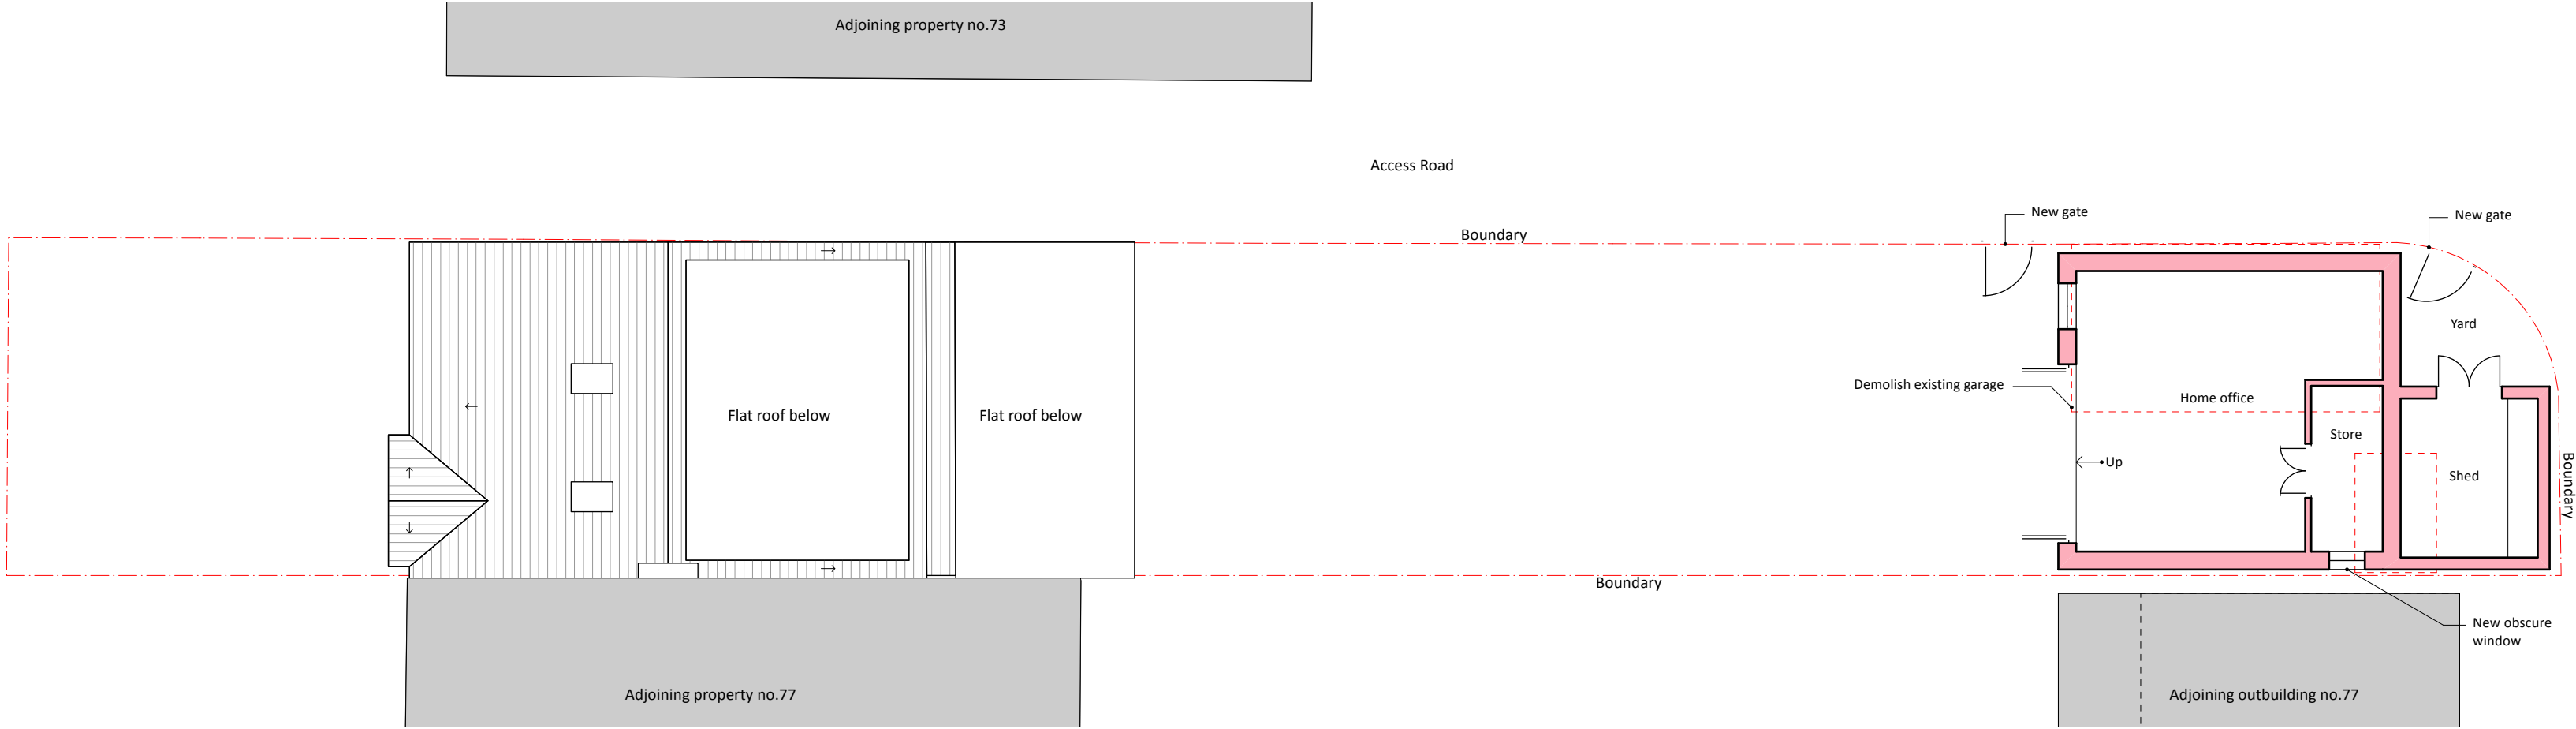 Adjoining property no.73
Access Road
New gate
New gate
Boundary
Yard
Demolish existing garage
Home office
Flat roof below
Flat roof below
Store
Up
Shed
Boundary
Boundary
New obscure
window
Adjoining property no.77
Adjoining outbuilding no.77